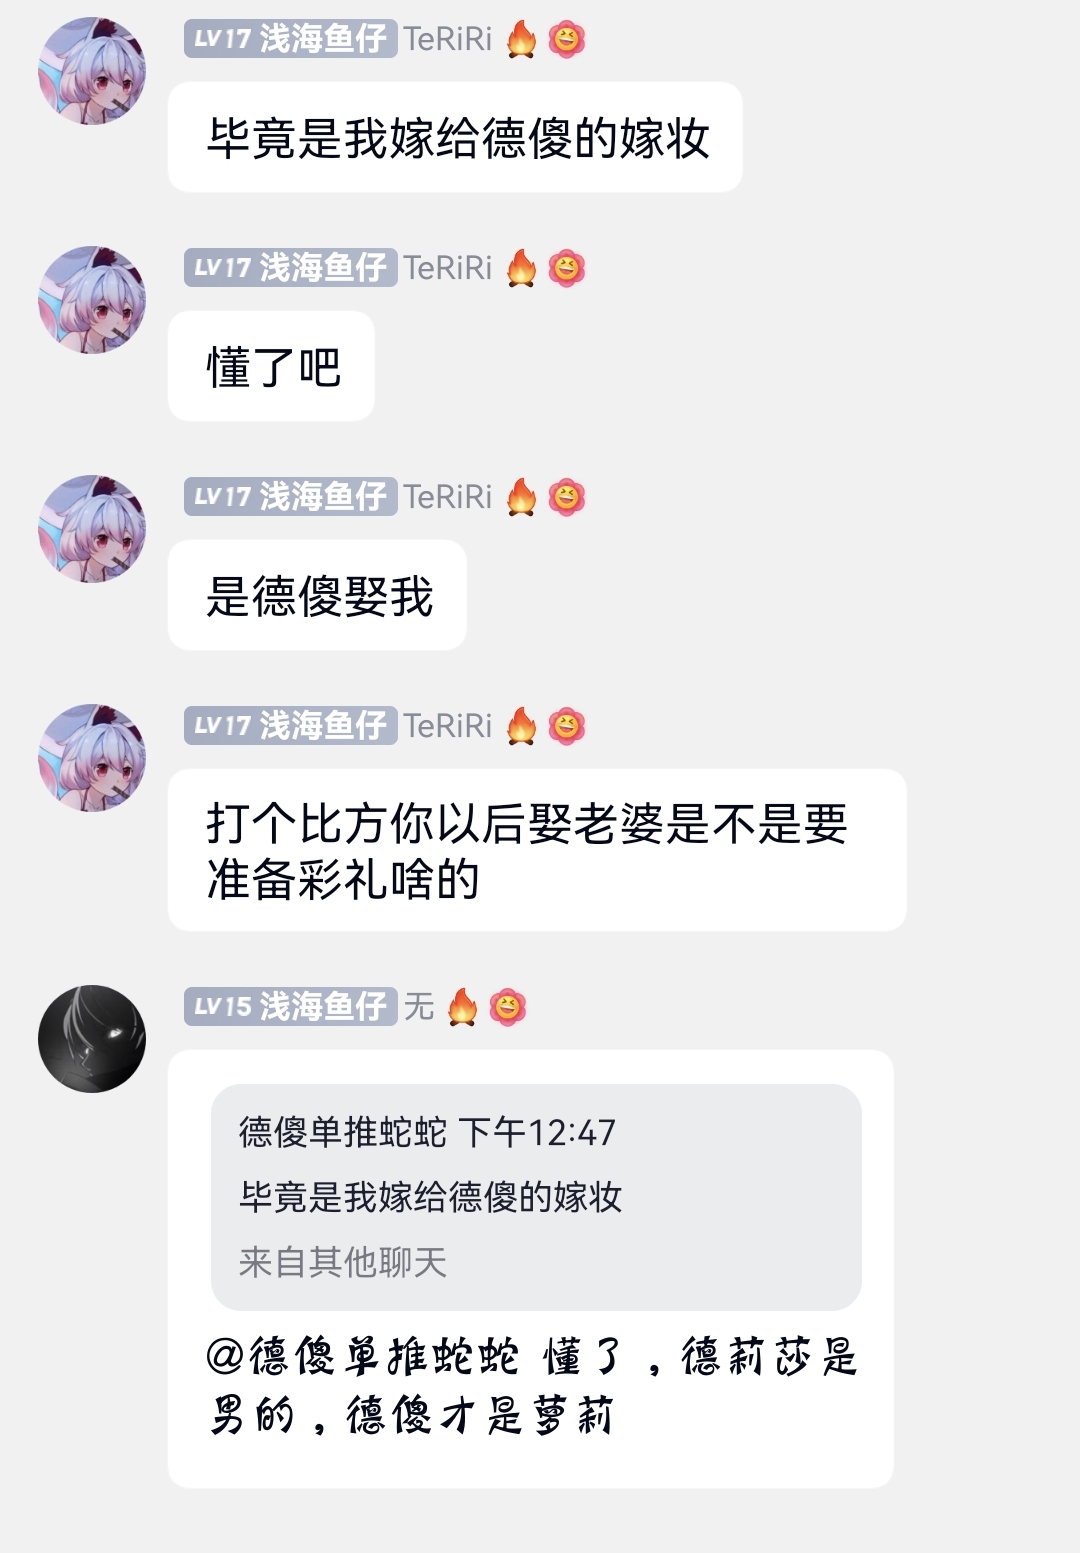 LV17 浅海鱼仔 TeRiRi 🔥
毕竟是我嫁给德傻的嫁妆
LV17 浅海鱼仔 TeRiRi 🔥
懂了吧
LV17 浅海鱼仔 TeRiRi 🔥
是德傻娶我
LV17 浅海鱼仔 TeRiRi 🔥
打个比方你以后娶老婆是不是要
准备彩礼啥的
LV15 浅海鱼仔 无 🔥
德傻单推蛇蛇 下午12:47
毕竟是我嫁给德傻的嫁妆
来自其他聊天
@德傻单推蛇蛇 懂了，德莉莎是
男的，德傻才是萝莉